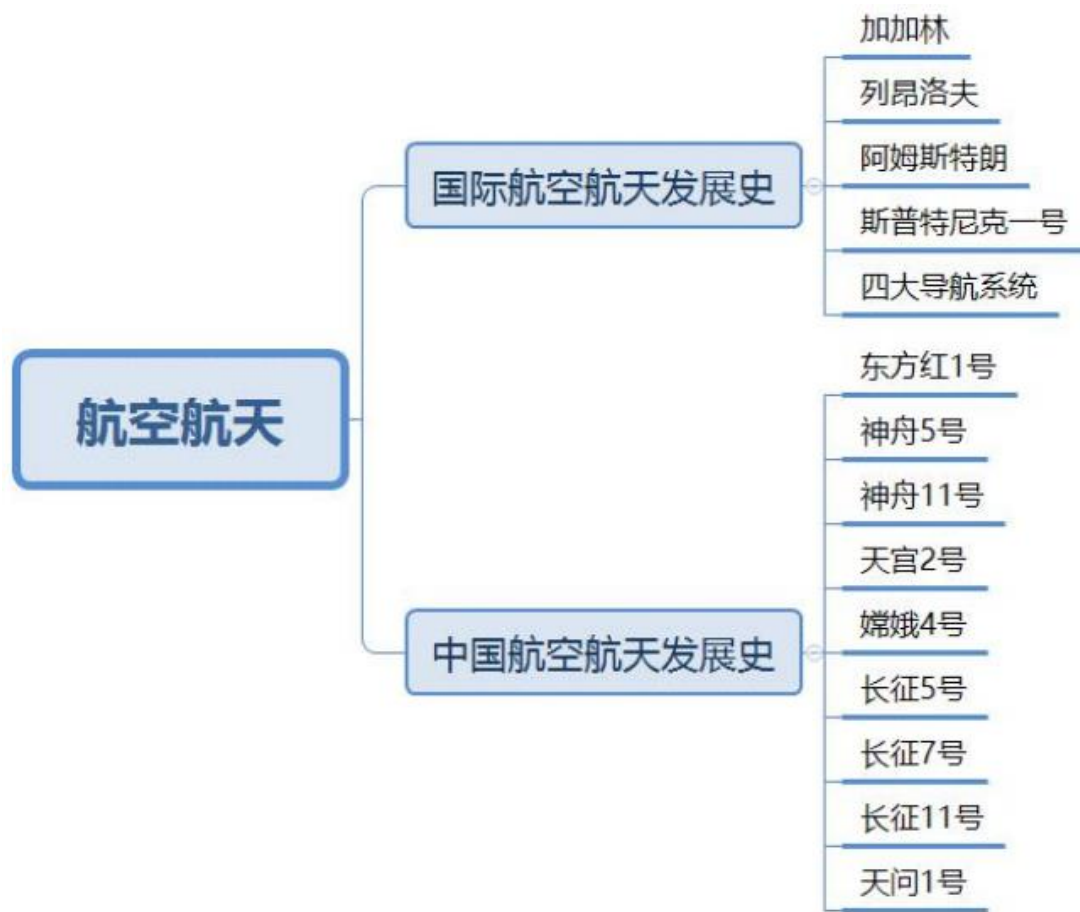 航空航天
国际航空航天发展史
加加林
列昂洛夫
阿姆斯特朗
斯普特尼克一号
四大导航系统
中国航空航天发展史
东方红1号
神舟5号
神舟11号
天宫2号
嫦娥4号
长征5号
长征7号
长征11号
天问1号